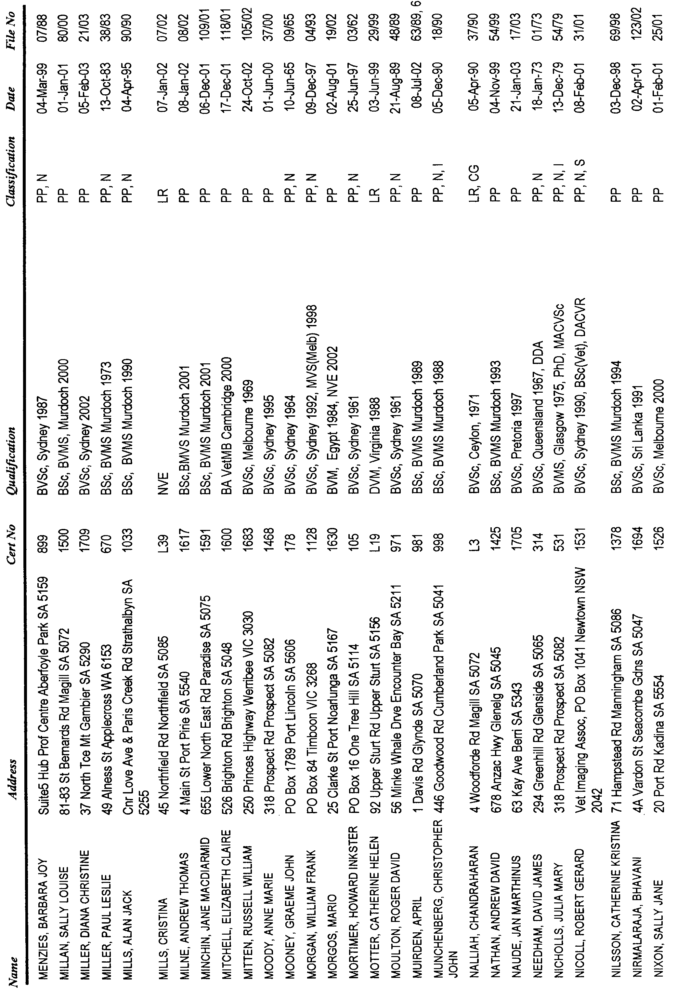 Name Address Cert No Qualification Classification Date File No
MENZIES, BARBARA JOY Suite5 Hub Prof Centre Aberfoyle Park SA 5159 899 BVSc, Sydney 1987 PP, N 04-Mar-99 07/88
MILLAN, SALLY LOUISE 81-83 St Bernards Rd Magill SA 5072 1500 BSc, BVMS, Murdoch 2000 PP 01-Jan-01 80/00
MILLER, DIANA CHRISTINE 37 North Tce Mt Gambier SA 5290 1709 BVSc, Sydney 2002 PP 05-Feb-03 21/03
MILLER, PAUL LESLIE 49 Alness St Applecross WA 6153 670 BSc, BVMS Murdoch 1973 PP, N 13-Oct-83 38/83
MILLS, ALAN JACK Cnr Love Ave & Paris Creek Rd Strathalbyn SA 1033 BSc, BVMS Murdoch 1990 PP, N 04-Apr-95 90/90
5255
MILLS, CRISTINA 45 Northfield Rd Northfield SA 5085 L39 NVE LR 07-Jan-02 07/02
MILNE, ANDREW THOMAS 4 Main St Port Pirie SA 5540 1617 BSc,BMVS Murdoch 2001 PP 08-Jan-02 08/02
MINCHIN, JANE MACDIARMID 655 Lower North East Rd Paradise SA 5075 1591 BSc, BVMS Murdoch 2001 PP 06-Dec-01 109/01
MITCHELL, ELIZABETH CLAIRE 526 Brighton Rd Brighton SA 5048 1600 BA VetMB Cambridge 2000 PP 17-Dec-01 118/01
MITTEN, RUSSELL WILLIAM 250 Princes Highway Werribee VIC 3030 1683 BVSc, Melbourne 1969 PP 24-Oct-02 105/02
MOODY, ANNE MARIE 318 Prospect Rd Prospect SA 5082 1468 BVSc, Sydney 1995 PP 01-Jun-00 37/00
MOONEY, GRAEME JOHN PO Box 1789 Port Lincoln SA 5606 178 BVSc, Sydney 1964 PP, N 10-Jun-65 09/65
MORGAN, WILLIAM FRANK PO Box 84 Timboon VIC 3268 1128 BVSc, Sydney 1992, MVS(Melb) 1998 PP, N 09-Dec-97 04/93
MORGOS, MARIO 25 Clarke St Port Noarlunga SA 5167 1630 BVM, Egypt 1984, NVE 2002 PP 02-Aug-01 19/02
MORTIMER, HOWARD INKSTER PO Box 16 One Tree Hill SA 5114 105 BVSc, Sydney 1961 PP, N 25-Jun-97 03/62
MOTTER, CATHERINE HELEN 92 Upper Sturt Rd Upper Sturt SA 5156 L19 DVM, Virginia 1988 LR 03-Jun-99 29/99
MOULTON, ROGER DAVID 56 Minke Whale Drve Encounter Bay SA 5211 971 BVSc, Sydney 1961 PP, N 21-Aug-89 48/89
MUIRDEN, APRIL 1 Davis Rd Glynde SA 5070 981 BSc, BVMS Murdoch 1989 PP 08-Jul-02 63/89, 6
MUNCHENBERG, CHRISTOPHER 446 Goodwood Rd Cumberland Park SA 5041 998 BSc, BVMS Murdoch 1988 PP, N, I 05-Dec-90 18/90
JOHN
NALLIAH, CHANDRAHARAN 4 Woodforde Rd Magill SA 5072 L3 BVSc, Ceylon, 1971 LR, CG 05-Apr-90 37/90
NATHAN, ANDREW DAVID 678 Anzac Hwy Glenelg SA 5045 1425 BSc, BVMS Murdoch 1993 PP 04-Nov-99 54/99
NAUDE, JAN MARTHINUS 63 Kay Ave Berri SA 5343 1705 BVSc, Pretoria 1997 PP 21-Jan-03 17/03
NEEDHAM, DAVID JAMES 294 Greenhill Rd Glenside SA 5065 314 BVSc, Queensland 1967, DDA PP, N 18-Jan-73 01/73
NICHOLLS, JULIA MARY 318 Prospect Rd Prospect SA 5082 531 BVMS, Glasgow 1975, PhD, MACVSc PP, N, I 13-Dec-79 54/79
NICOLL, ROBERT GERARD Vet Imaging Assoc, PO Box 1041 Newtown NSW 1531 BVSc, Sydney 1990, BSc(Vet), DACVR PP, N, S 08-Feb-01 31/01
2042
NILSSON, CATHERINE KRISTINA 71 Hampstead Rd Manningham SA 5086 1378 BSc, BVMS Murdoch 1994 PP 03-Dec-98 69/98
NIRMALARAJA, BHAVANI 4A Vardon St Seacombe Gdns SA 5047 1694 BVSc, Sri Lanka 1991 PP 02-Apr-01 123/02
NIXON, SALLY JANE 20 Port Rd Kadina SA 5554 1526 BVSc, Melbourne 2000 PP 01-Feb-01 25/01